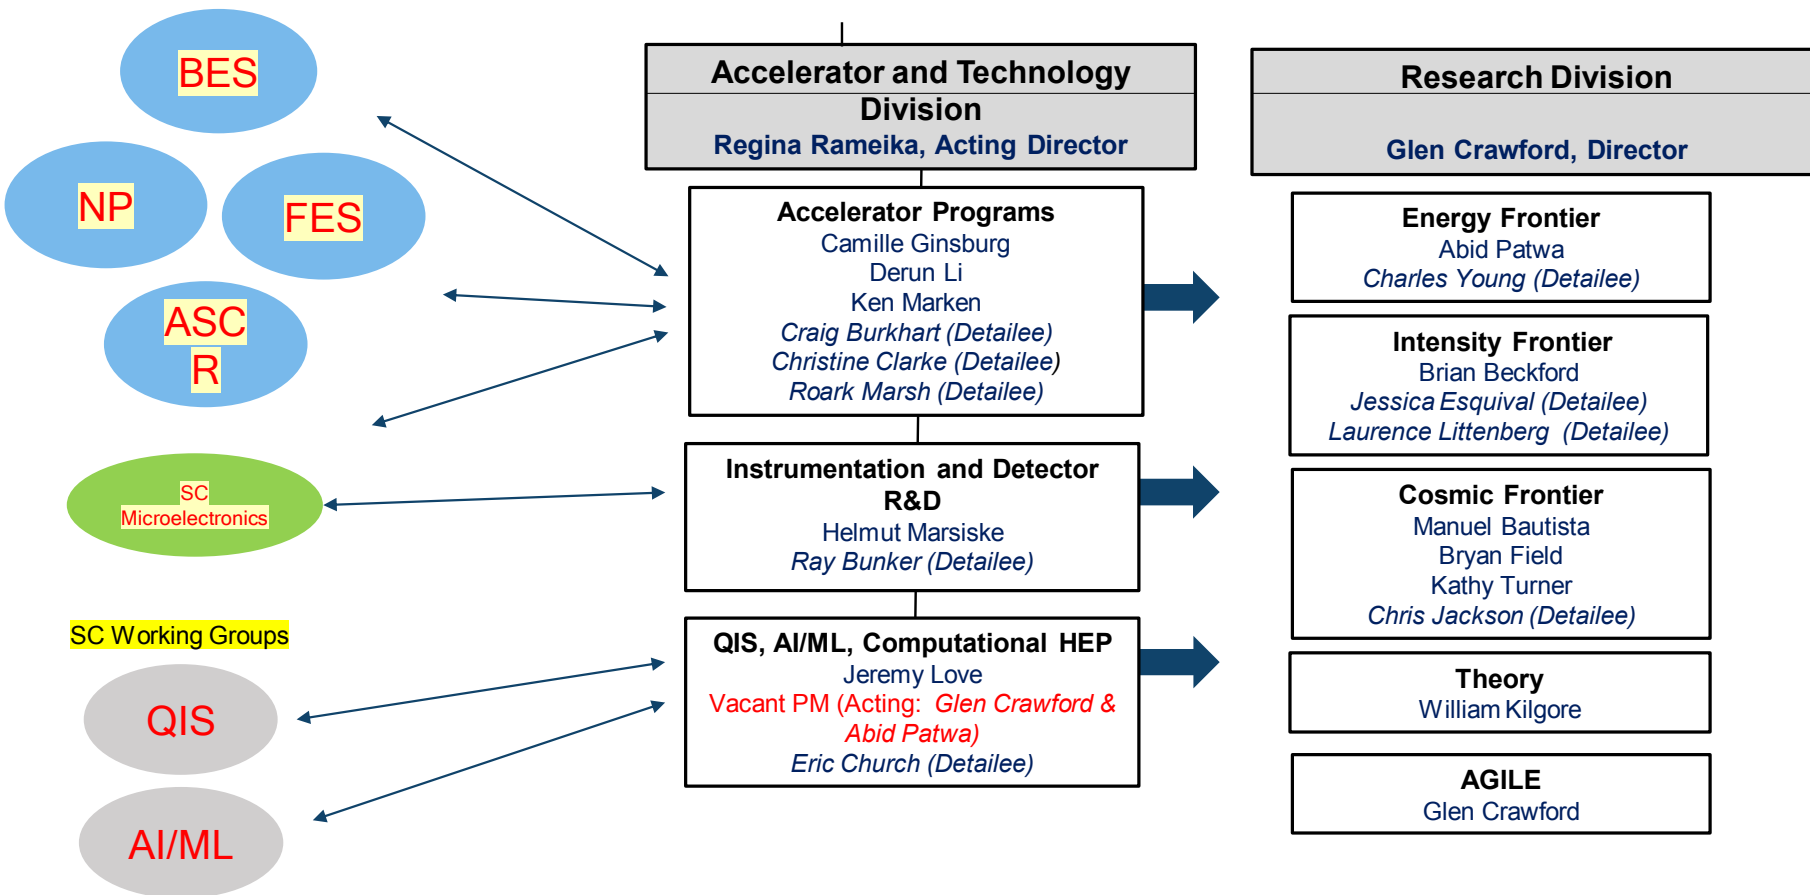 BES
NP
FES
ASC
R
SC
Microelectronics
SC Working Groups
QIS
AI/ML
Accelerator and Technology
Division
Regina Rameika, Acting Director
Accelerator Programs
Camille Ginsburg
Derun Li
Ken Marken
Craig Burkhart (Detailee)
Christine Clarke (Detailee)
Roark Marsh (Detailee)
Instrumentation and Detector
R&D
Helmut Marsiske
Ray Bunker (Detailee)
QIS, AI/ML, Computational HEP
Jeremy Love
Vacant PM (Acting: Glen Crawford &
Abid Patwa)
Eric Church (Detailee)
Research Division
Glen Crawford, Director
Energy Frontier
Abid Patwa
Charles Young (Detailee)
Intensity Frontier
Brian Beckford
Jessica Esquival (Detailee)
Laurence Littenberg (Detailee)
Cosmic Frontier
Manuel Bautista
Bryan Field
Kathy Turner
Chris Jackson (Detailee)
Theory
William Kilgore
AGILE
Glen Crawford